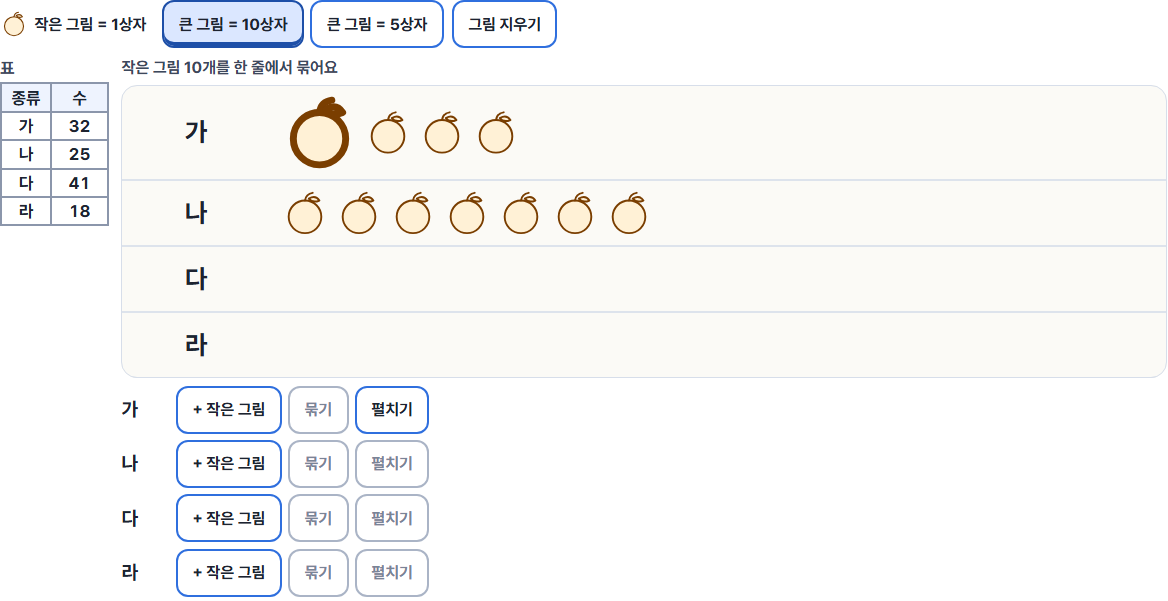 작은 그림 = 1상자 큰 그림 = 10상자 큰 그림 = 5상자 그림 지우기
표
작은 그림 10개를 한 줄에서 묶어요
종류 수
가 32
나 25
다 41
라 18
가
나
다
라
가 + 작은 그림 묶기 펼치기
나 + 작은 그림 묶기 펼치기
다 + 작은 그림 묶기 펼치기
라 + 작은 그림 묶기 펼치기